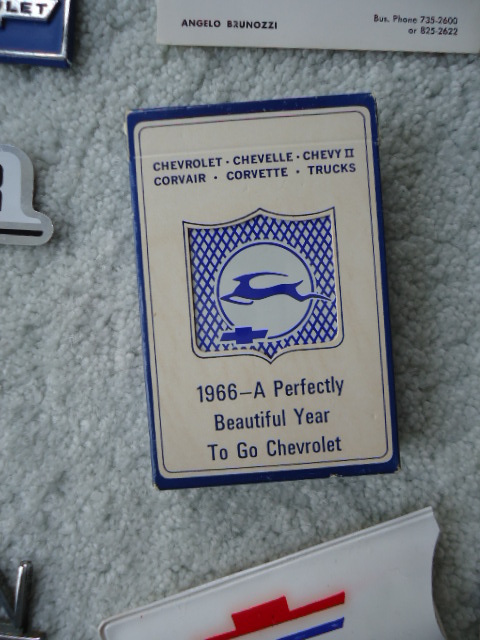 OLET
ANGELO BRUNOZZI
Bus. Phone 735-2600
or 825-2622
CHEVROLET · CHEVELLE · CHEVY II
CORVAIR · CORVETTE · TRUCKS
1966—A Perfectly
Beautiful Year
To Go Chevrolet